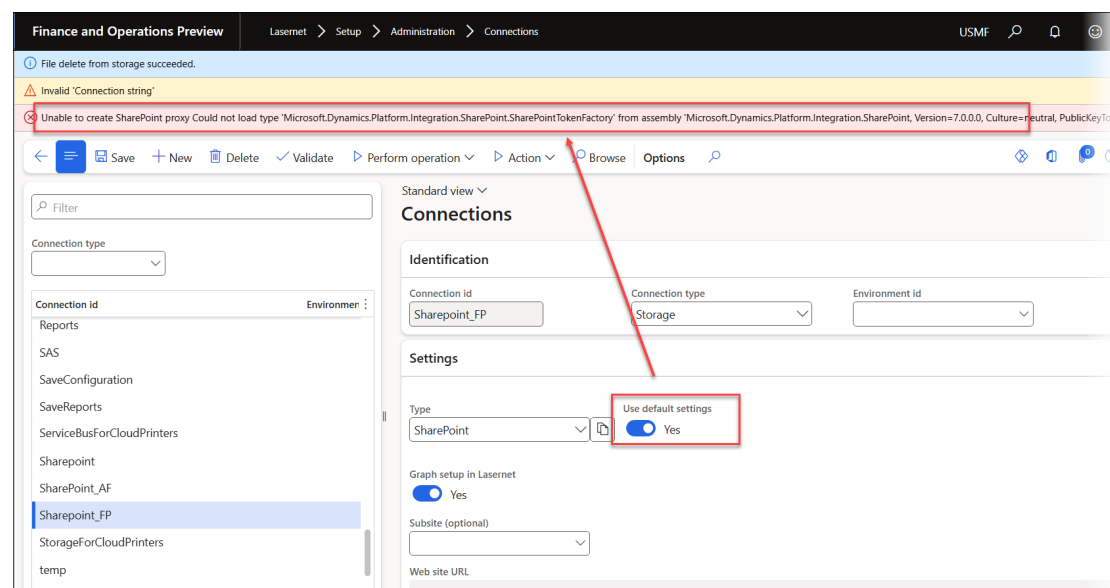 Finance and Operations Preview
Lasernet > Setup > Administration > Connections
USMF
File delete from storage succeeded.
Invalid 'Connection string'
Unable to create SharePoint proxy Could not load type 'Microsoft.Dynamics.Platform.Integration.SharePoint.SharePointTokenFactory' from assembly 'Microsoft.Dynamics.Platform.Integration.SharePoint, Version=7.0.0.0, Culture=neutral, PublicKeyTo
Save New Delete Validate Perform operation Action Browse Options
0
Filter
Connection type
Connection id Environmen
Reports
SAS
SaveConfiguration
SaveReports
ServiceBusForCloudPrinters
Sharepoint
SharePoint_AF
Sharepoint_FP
StorageForCloudPrinters
temp
Standard view
Connections
Identification
Connection id Connection type Environment id
Sharepoint_FP Storage
Settings
Type Use default settings
SharePoint Yes
Graph setup in Lasernet
Yes
Subsite (optional)
Web site URL